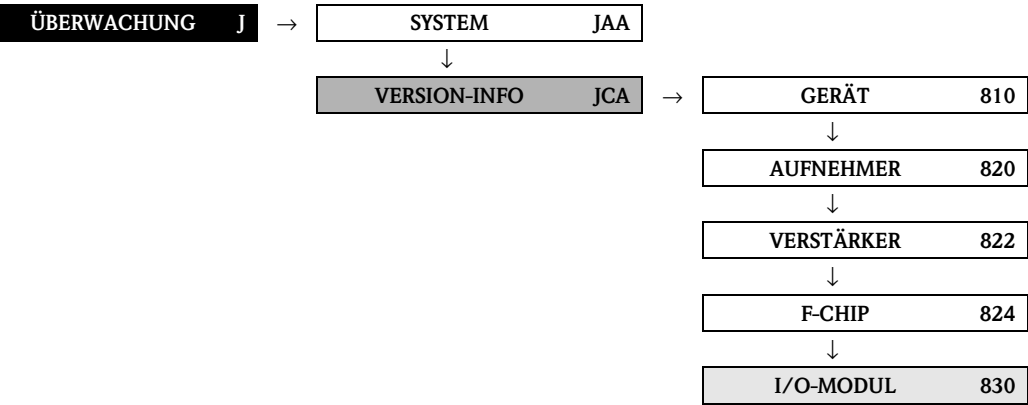 ÜBERWACHUNG J → SYSTEM JAA
↓
VERSION-INFO JCA → GERÄT 810
↓
AUFNEHMER 820
↓
VERSTÄRKER 822
↓
F-CHIP 824
↓
I/O-MODUL 830